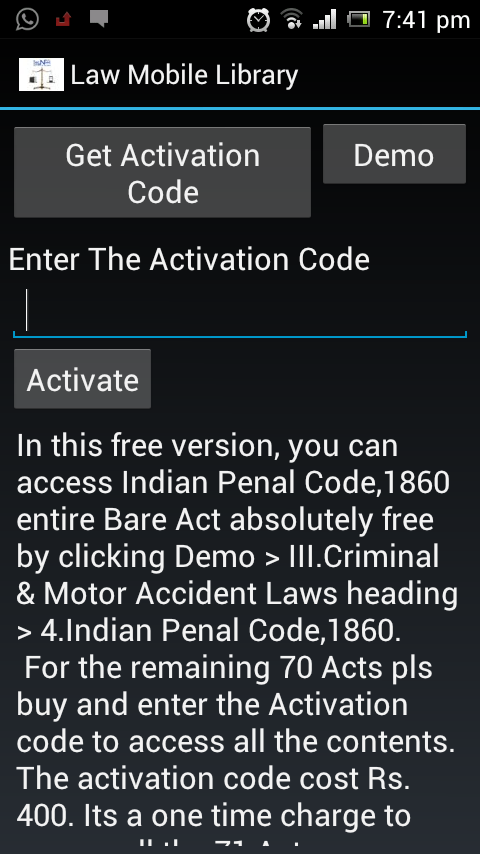 7:41 pm
Law Mobile Library
Get Activation
Code
Demo
Enter The Activation Code
Activate
In this free version, you can
access Indian Penal Code,1860
entire Bare Act absolutely free
by clicking Demo > III.Criminal
& Motor Accident Laws heading
> 4.Indian Penal Code,1860.
For the remaining 70 Acts pls
buy and enter the Activation
code to access all the contents.
The activation code cost Rs.
400. Its a one time charge to